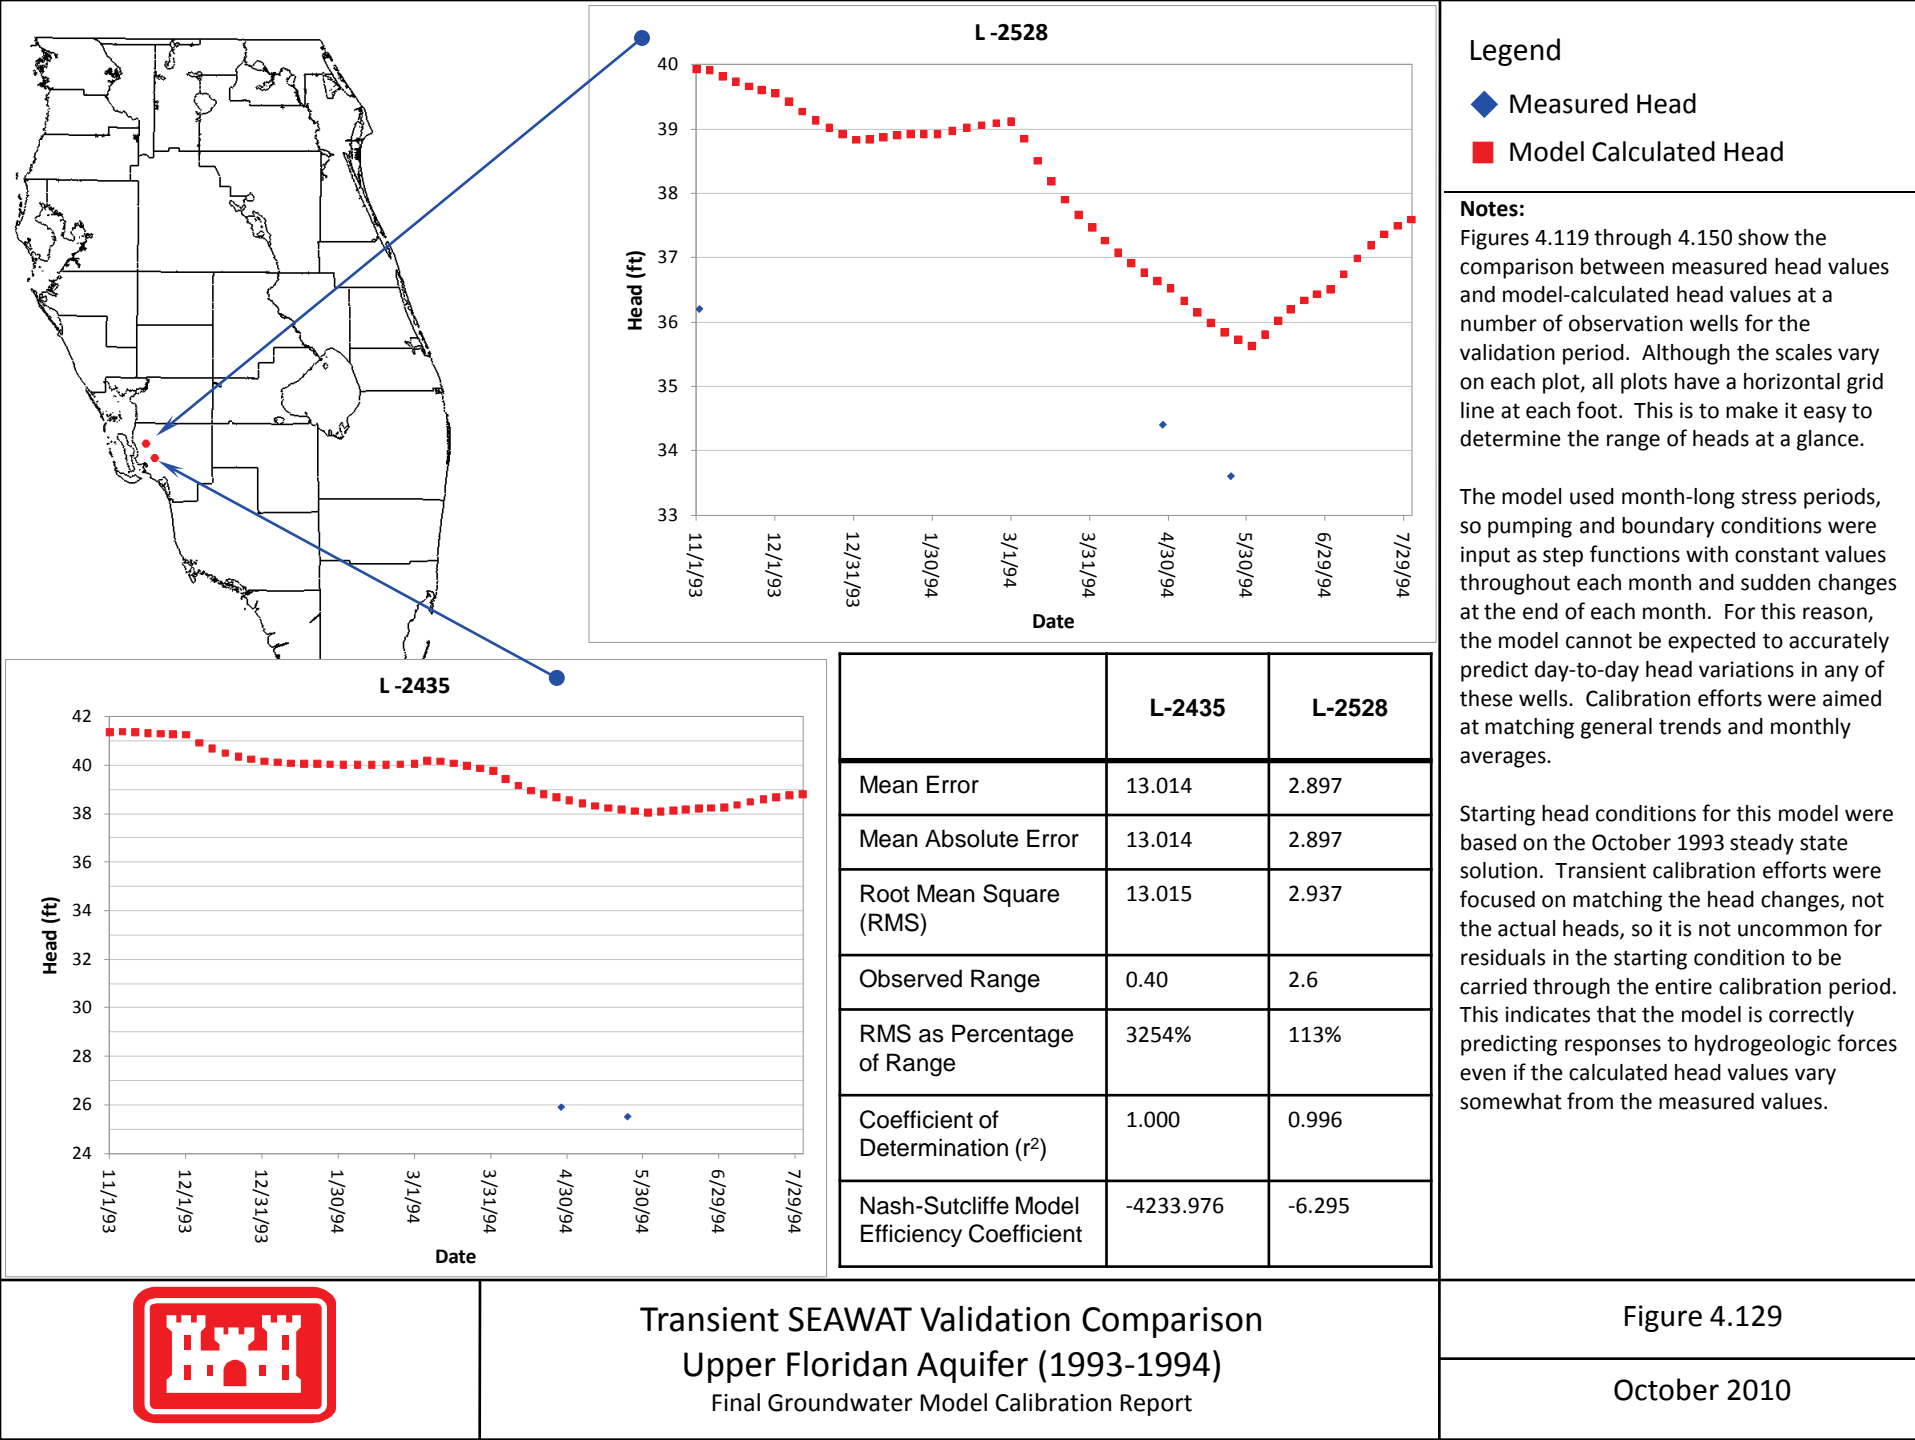 L -2528
40
39
38
37
36
35
34
33
Head (ft)
11/1/93
12/1/93
12/31/93
1/30/94
3/1/94
3/31/94
4/30/94
5/30/94
6/29/94
7/29/94
Date
L -2435
42
40
38
36
34
32
30
28
26
24
Head (ft)
11/1/93
12/1/93
12/31/93
1/30/94
3/1/94
3/31/94
4/30/94
5/30/94
6/29/94
7/29/94
Date
L-2435 L-2528
Mean Error 13.014 2.897
Mean Absolute Error 13.014 2.897
Root Mean Square (RMS) 13.015 2.937
Observed Range 0.40 2.6
RMS as Percentage of Range 3254% 113%
Coefficient of Determination (r²) 1.000 0.996
Nash-Sutcliffe Model Efficiency Coefficient -4233.976 -6.295
Legend
Measured Head
Model Calculated Head
Notes:
Figures 4.119 through 4.150 show the
comparison between measured head values
and model-calculated head values at a
number of observation wells for the
validation period. Although the scales vary
on each plot, all plots have a horizontal grid
line at each foot. This is to make it easy to
determine the range of heads at a glance.
The model used month-long stress periods,
so pumping and boundary conditions were
input as step functions with constant values
throughout each month and sudden changes
at the end of each month. For this reason,
the model cannot be expected to accurately
predict day-to-day head variations in any of
these wells. Calibration efforts were aimed
at matching general trends and monthly
averages.
Starting head conditions for this model were
based on the October 1993 steady state
solution. Transient calibration efforts were
focused on matching the head changes, not
the actual heads, so it is not uncommon for
residuals in the starting condition to be
carried through the entire calibration period.
This indicates that the model is correctly
predicting responses to hydrogeologic forces
even if the calculated head values vary
somewhat from the measured values.
Transient SEAWAT Validation Comparison
Upper Floridan Aquifer (1993-1994)
Final Groundwater Model Calibration Report
Figure 4.129
October 2010